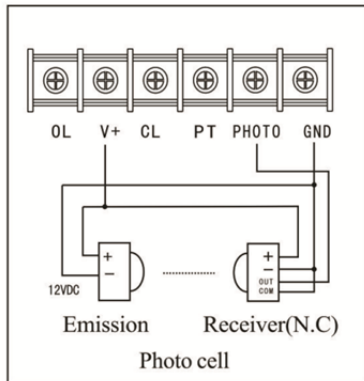 OL V+ CL PT PHOTO GND
+ +
− −
OUT
12VDC COM
Emission Receiver(N.C)
Photo cell